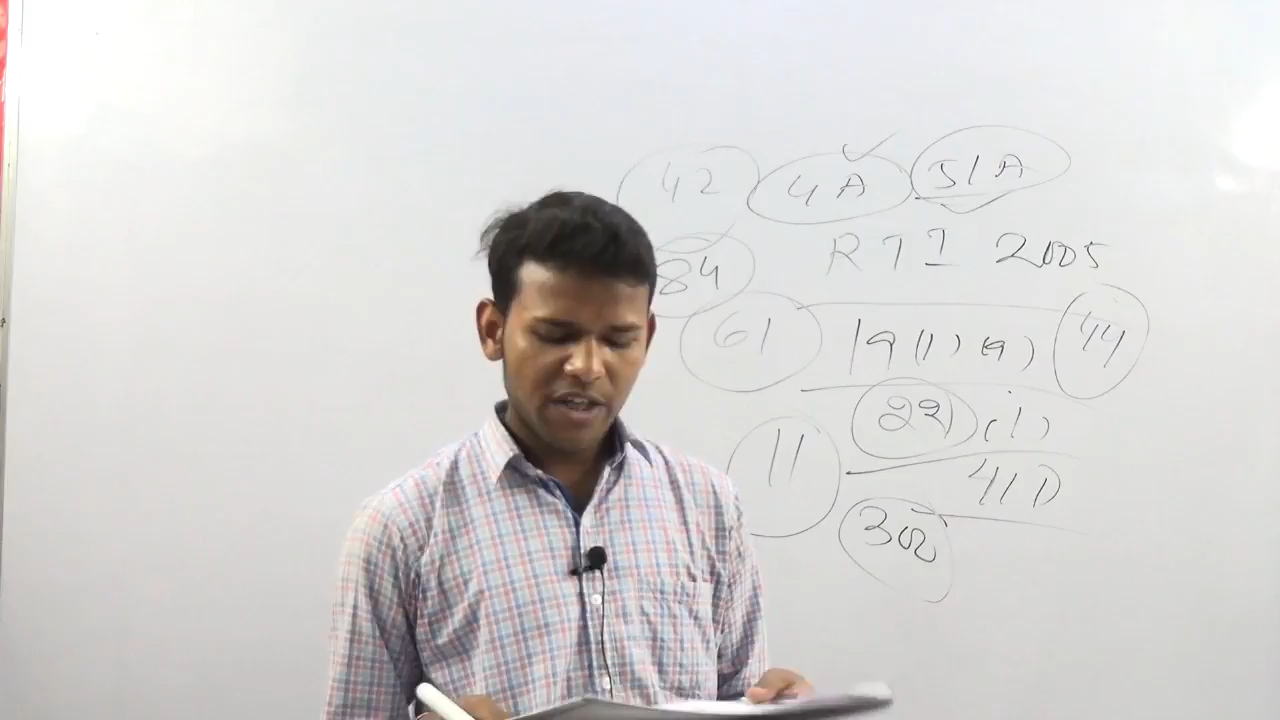 42 4A 51A
84 RTI 2005
61 19(1)(a) 44
22 (1)
11 41D
302